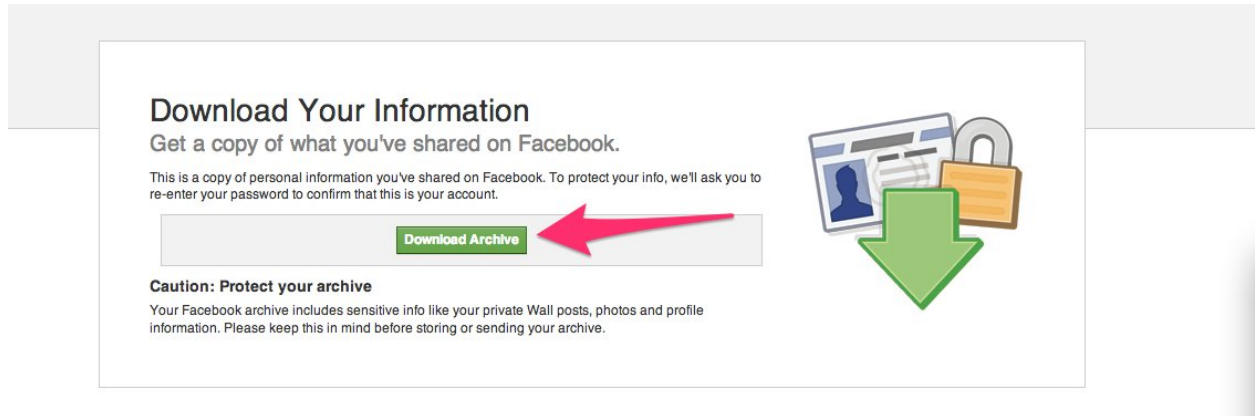 Download Your Information
Get a copy of what you've shared on Facebook.
This is a copy of personal information you've shared on Facebook. To protect your info, we'll ask you to
re-enter your password to confirm that this is your account.
Download Archive
Caution: Protect your archive
Your Facebook archive includes sensitive info like your private Wall posts, photos and profile
information. Please keep this in mind before storing or sending your archive.